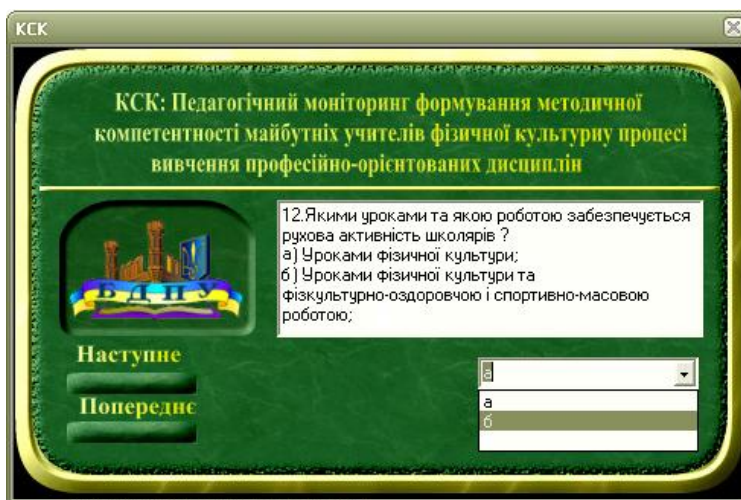 КСК
КСК: Педагогічний моніторинг формування методичної
компетентності майбутніх учителів фізичної культуриу процесі
вивчення професійно-орієнтованих дисциплін
12.Якими уроками та якою роботою забезпечується
рухова активність школярів ?
а) Уроками фізичної культури;
б) Уроками фізичної культури та
фізкультурно-оздоровчою і спортивно-масовою
роботою;
БДПУ
Наступне
Попереднє
а
а
б